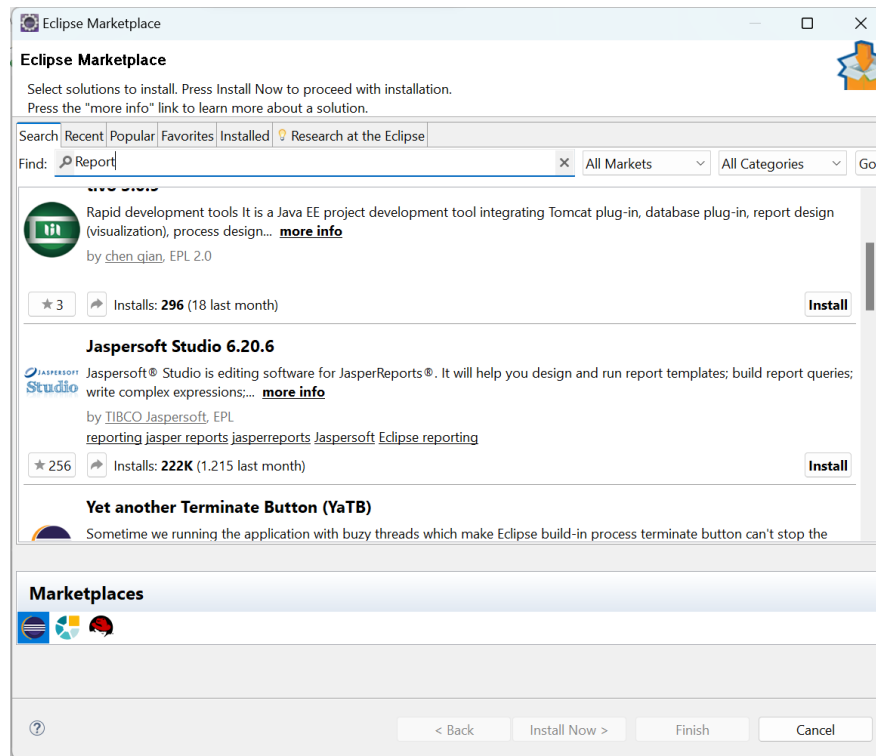 Eclipse Marketplace
Eclipse Marketplace
Select solutions to install. Press Install Now to proceed with installation.
Press the "more info" link to learn more about a solution.
Search Recent Popular Favorites Installed Research at the Eclipse
Find: Report All Markets All Categories Go
Rapid development tools It is a Java EE project development tool integrating Tomcat plug-in, database plug-in, report design
(visualization), process design... more info
by chen qian, EPL 2.0
3 Installs: 296 (18 last month) Install
Jaspersoft Studio 6.20.6
JASPERSOFT
Studio
Jaspersoft® Studio is editing software for JasperReports®. It will help you design and run report templates; build report queries;
write complex expressions;... more info
by TIBCO Jaspersoft, EPL
reporting jasper reports jasperreports Jaspersoft Eclipse reporting
256 Installs: 222K (1.215 last month) Install
Yet another Terminate Button (YaTB)
Sometime we running the application with buzy threads which make Eclipse build-in process terminate button can't stop the
Marketplaces
? < Back Install Now > Finish Cancel